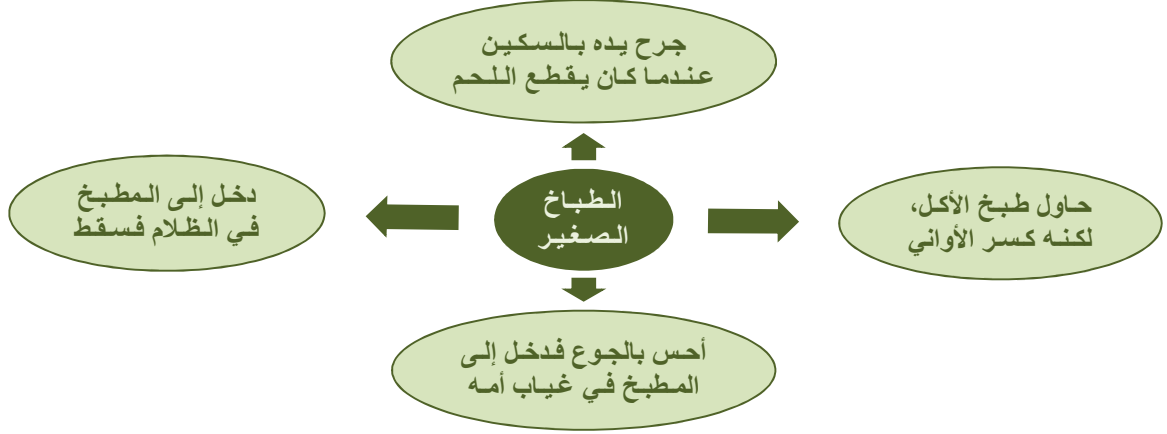 جرح يده بالسكين
عندما كان يقطع اللحم
حاول طبخ الأكل،
لكنه كسر الأواني
الطباخ
الصغير
دخل إلى المطبخ
في الظلام فسقط
أحس بالجوع فدخل إلى
المطبخ في غياب أمه